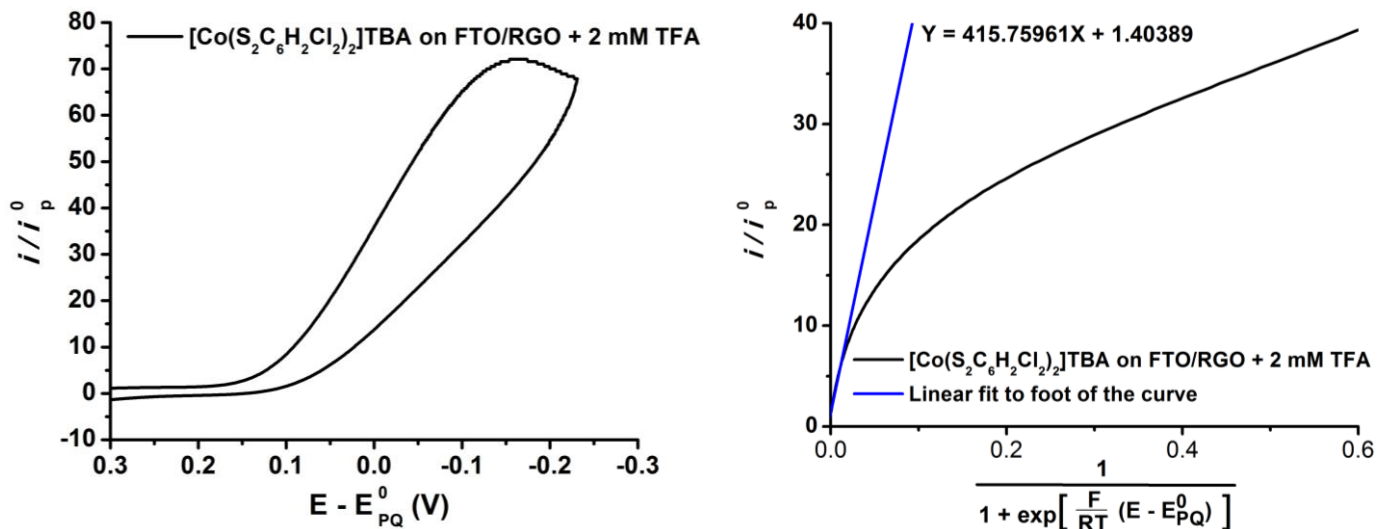 80
70
60
50
40
30
20
10
0
-10
i / i⁰ₚ
[Co(S₂C₆H₂Cl₂)₂]TBA on FTO/RGO + 2 mM TFA
0.3 0.2 0.1 0.0 -0.1 -0.2 -0.3
E - E⁰PQ (V)
40
30
20
10
0
i / i⁰ₚ
Y = 415.75961X + 1.40389
[Co(S₂C₆H₂Cl₂)₂]TBA on FTO/RGO + 2 mM TFA
Linear fit to foot of the curve
0.0 0.2 0.4 0.6
1
1 + exp[ F/RT (E - E⁰PQ) ]